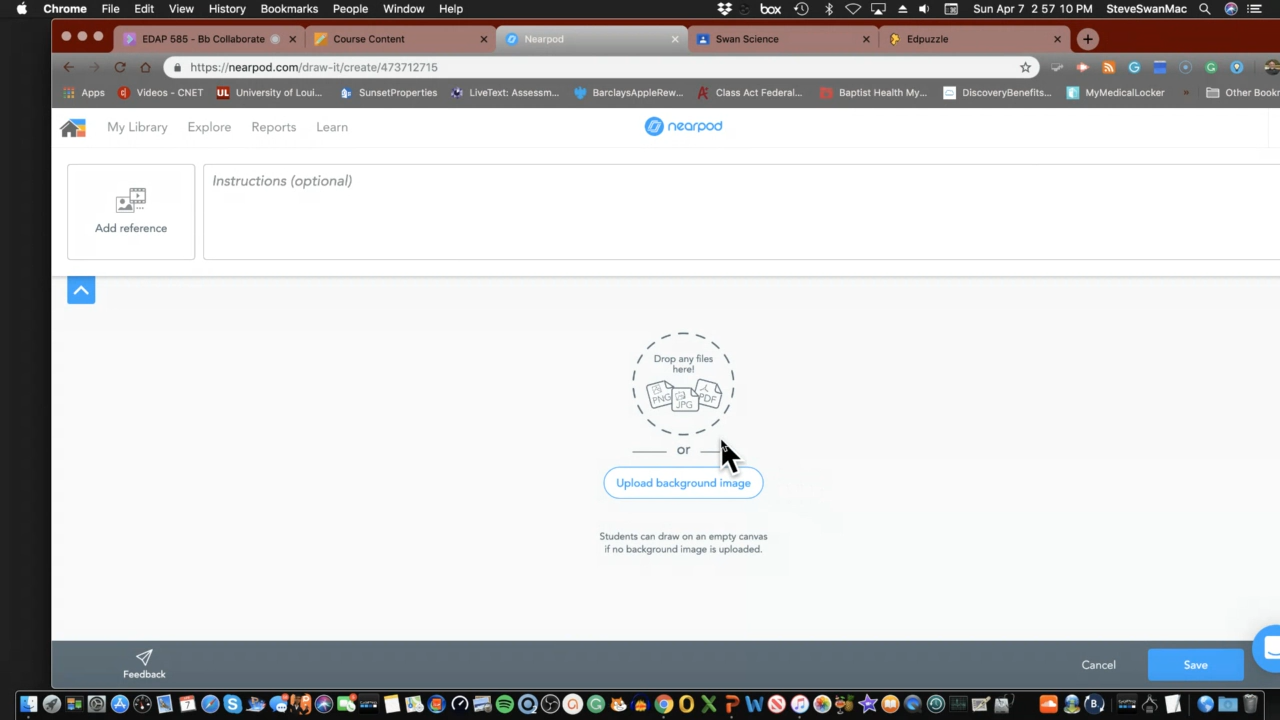 Chrome File Edit View History Bookmarks People Window Help box Sun Apr 7 2 57 10 PM SteveSwanMac
EDAP 585 - Bb Collaborate Course Content Nearpod Swan Science Edpuzzle
https://nearpod.com/draw-it/create/473712715
Apps Videos - CNET University of Loui... SunsetProperties LiveText: Assessm... BarclaysAppleRew... Class Act Federal... Baptist Health My... DiscoveryBenefits... MyMedicalLocker » Other Bookr
My Library Explore Reports Learn nearpod
Instructions (optional)
Add reference
Drop any files
here!
PNG JPG PDF
or
Upload background image
Students can draw on an empty canvas
if no background image is uploaded.
Feedback
Cancel Save